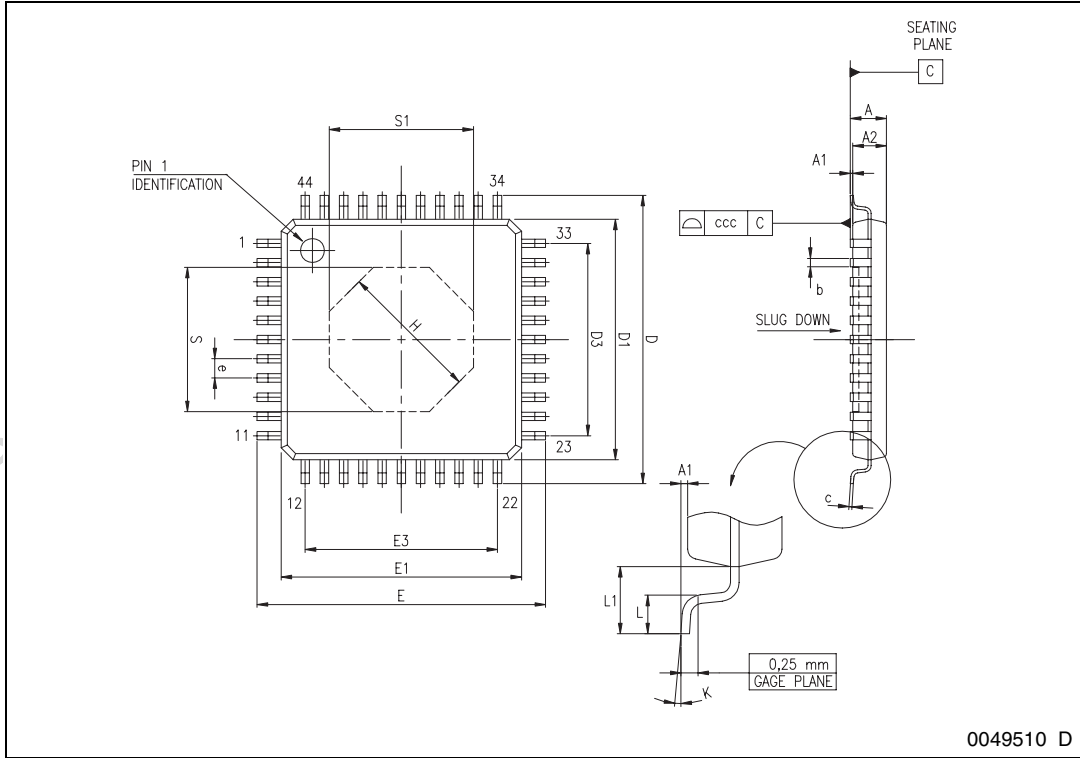 SEATING
PLANE
C
A
A2
A1
S1
PIN 1
IDENTIFICATION
44
34
ccc
C
1
33
b
H
SLUG DOWN
S
D3
D1
D
e
11
23
A1
12
22
c
E3
E1
L1
L
E
0,25 mm
GAGE PLANE
K
0049510 D